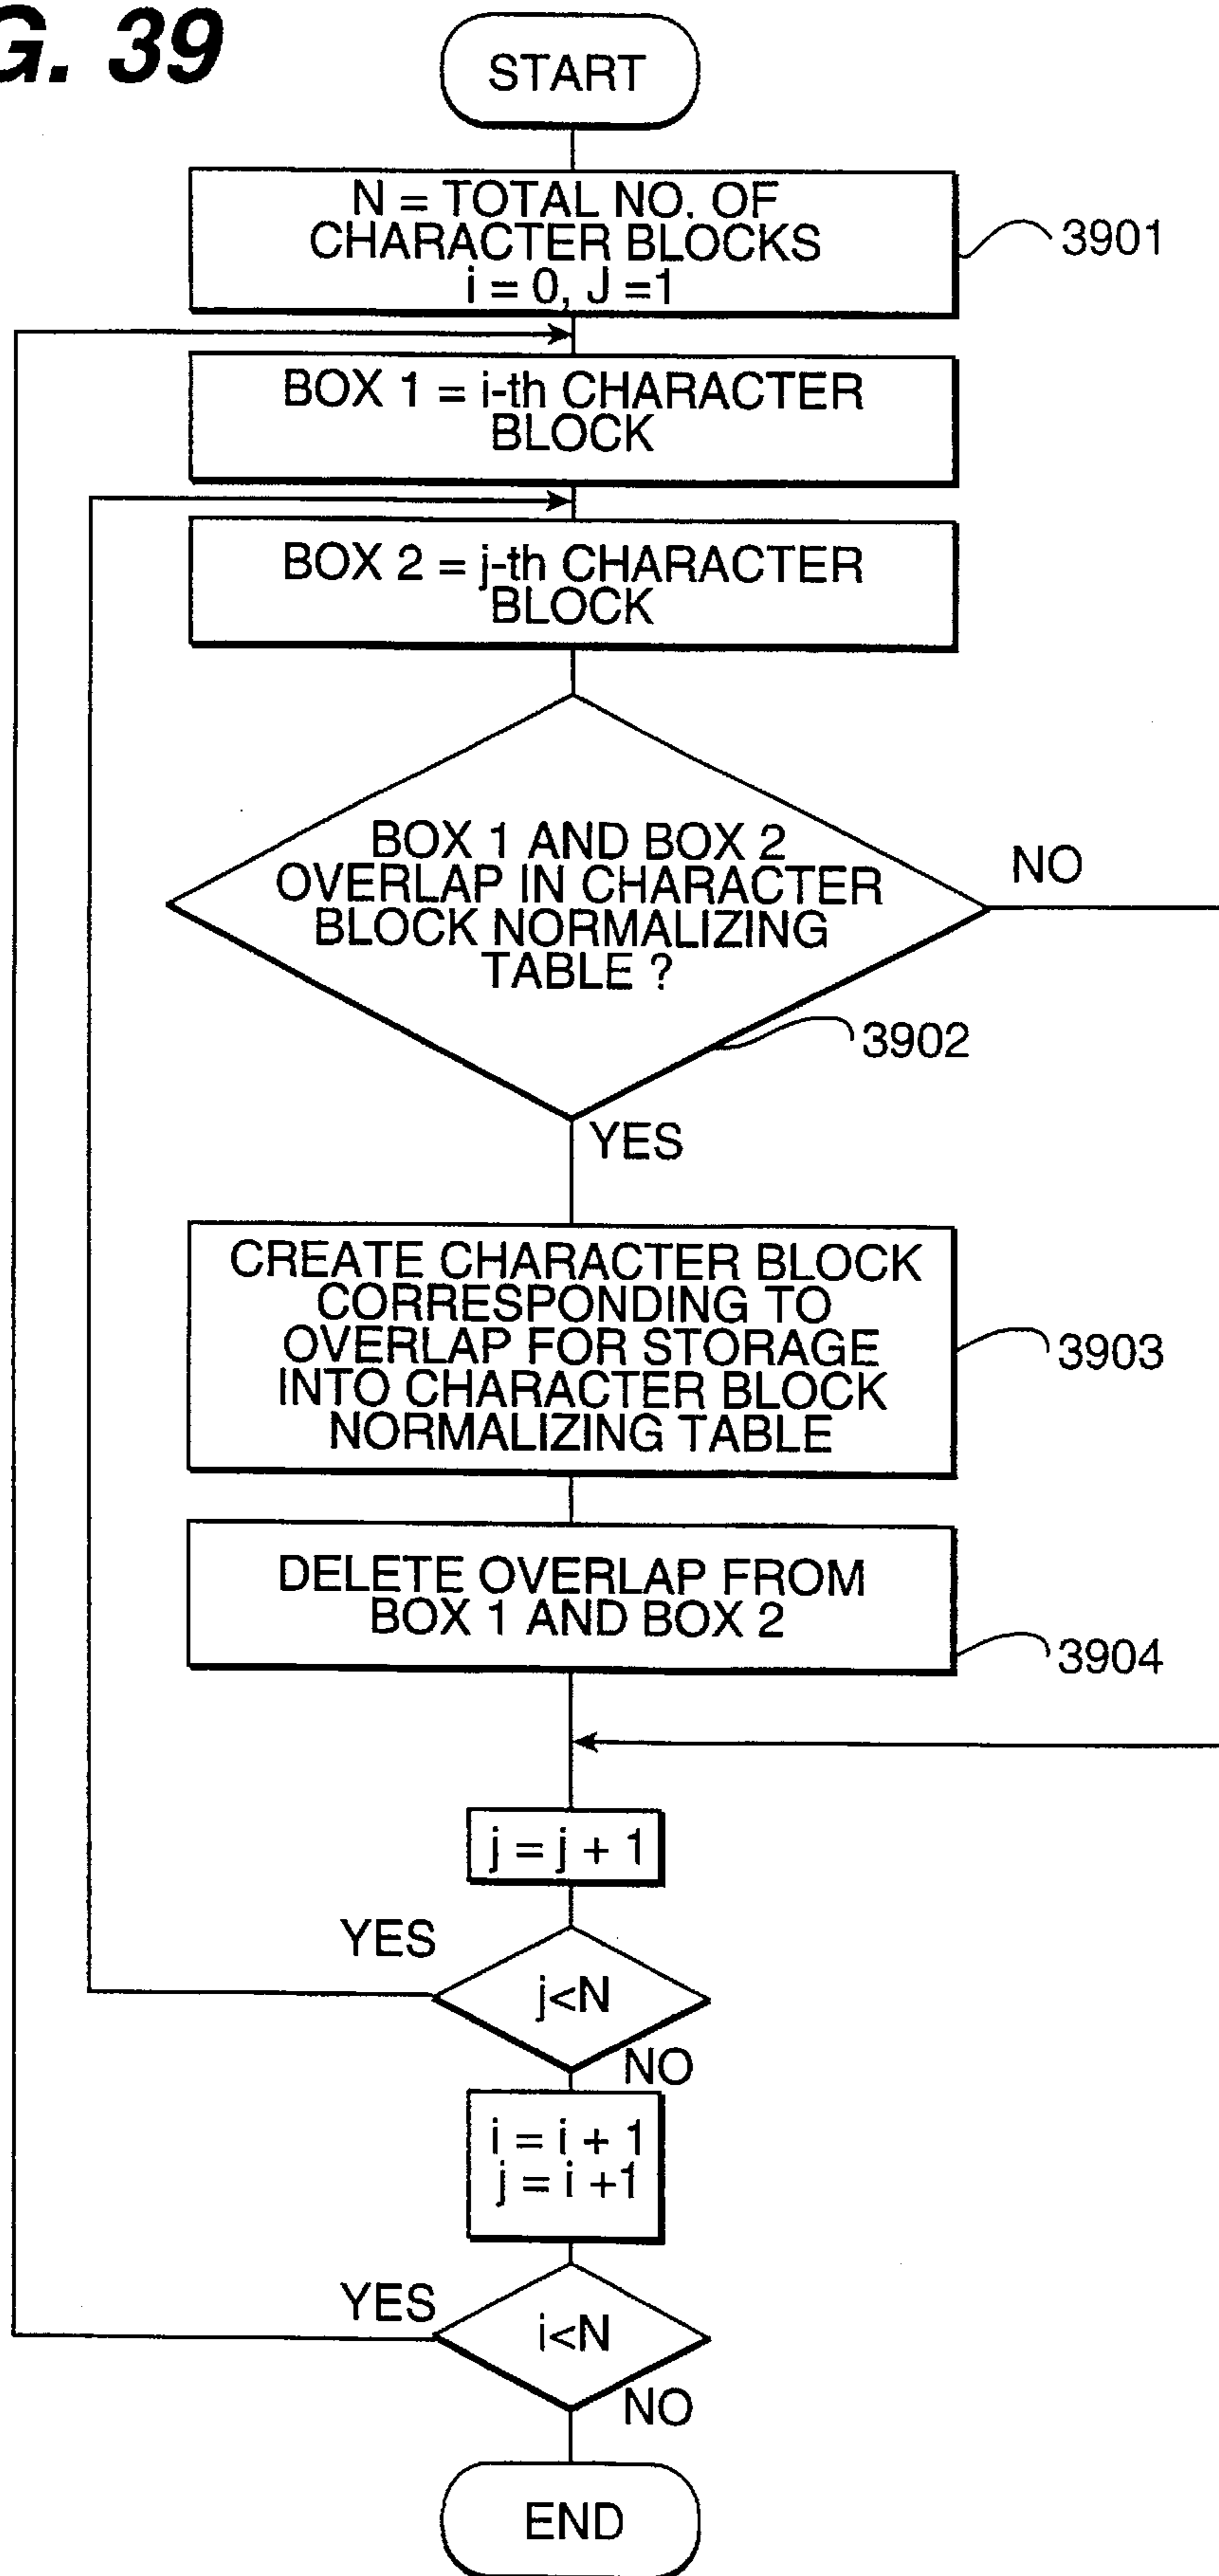 G. 39
START
N = TOTAL NO. OF
CHARACTER BLOCKS
i = 0, J =1
3901
BOX 1 = i-th CHARACTER
BLOCK
BOX 2 = j-th CHARACTER
BLOCK
BOX 1 AND BOX 2
OVERLAP IN CHARACTER
BLOCK NORMALIZING
TABLE ?
NO
3902
YES
CREATE CHARACTER BLOCK
CORRESPONDING TO
OVERLAP FOR STORAGE
INTO CHARACTER BLOCK
NORMALIZING TABLE
3903
DELETE OVERLAP FROM
BOX 1 AND BOX 2
3904
j = j + 1
YES
j<N
NO
i = i + 1
j = i +1
YES
i<N
NO
END